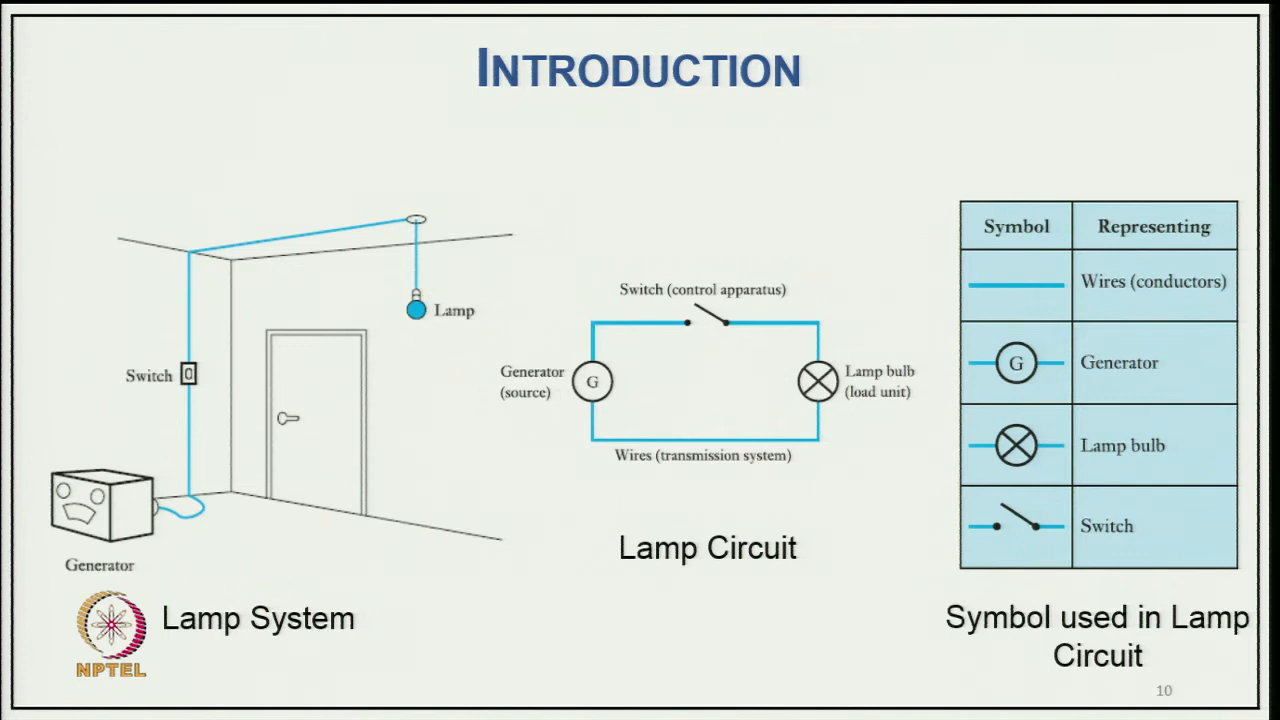 INTRODUCTION
Lamp
Switch
Generator
Lamp System
NPTEL
Switch (control apparatus)
Generator
(source)
G
Lamp bulb
(load unit)
Wires (transmission system)
Lamp Circuit
Symbol Representing
Wires (conductors)
G Generator
Lamp bulb
Switch
Symbol used in Lamp
Circuit
10